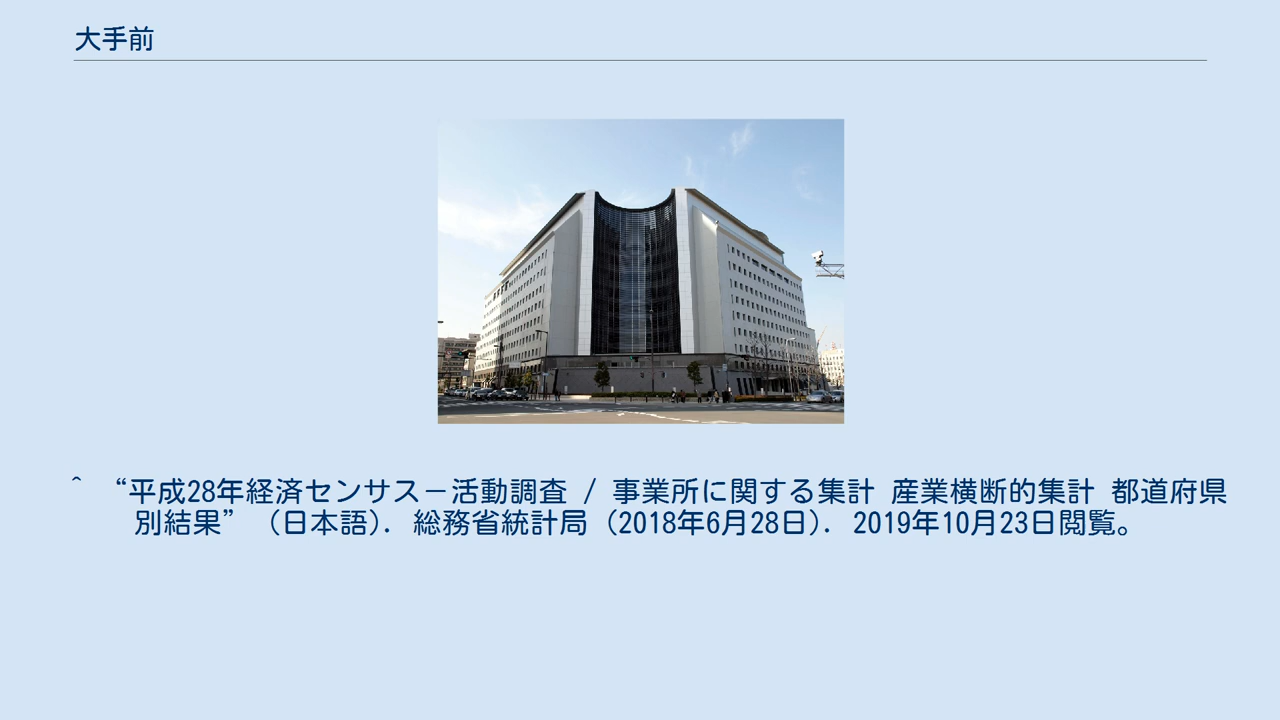 大手前
^ “平成28年経済センサス－活動調査 / 事業所に関する集計 産業横断的集計 都道府県
別結果” (日本語). 総務省統計局 (2018年6月28日). 2019年10月23日閲覧。